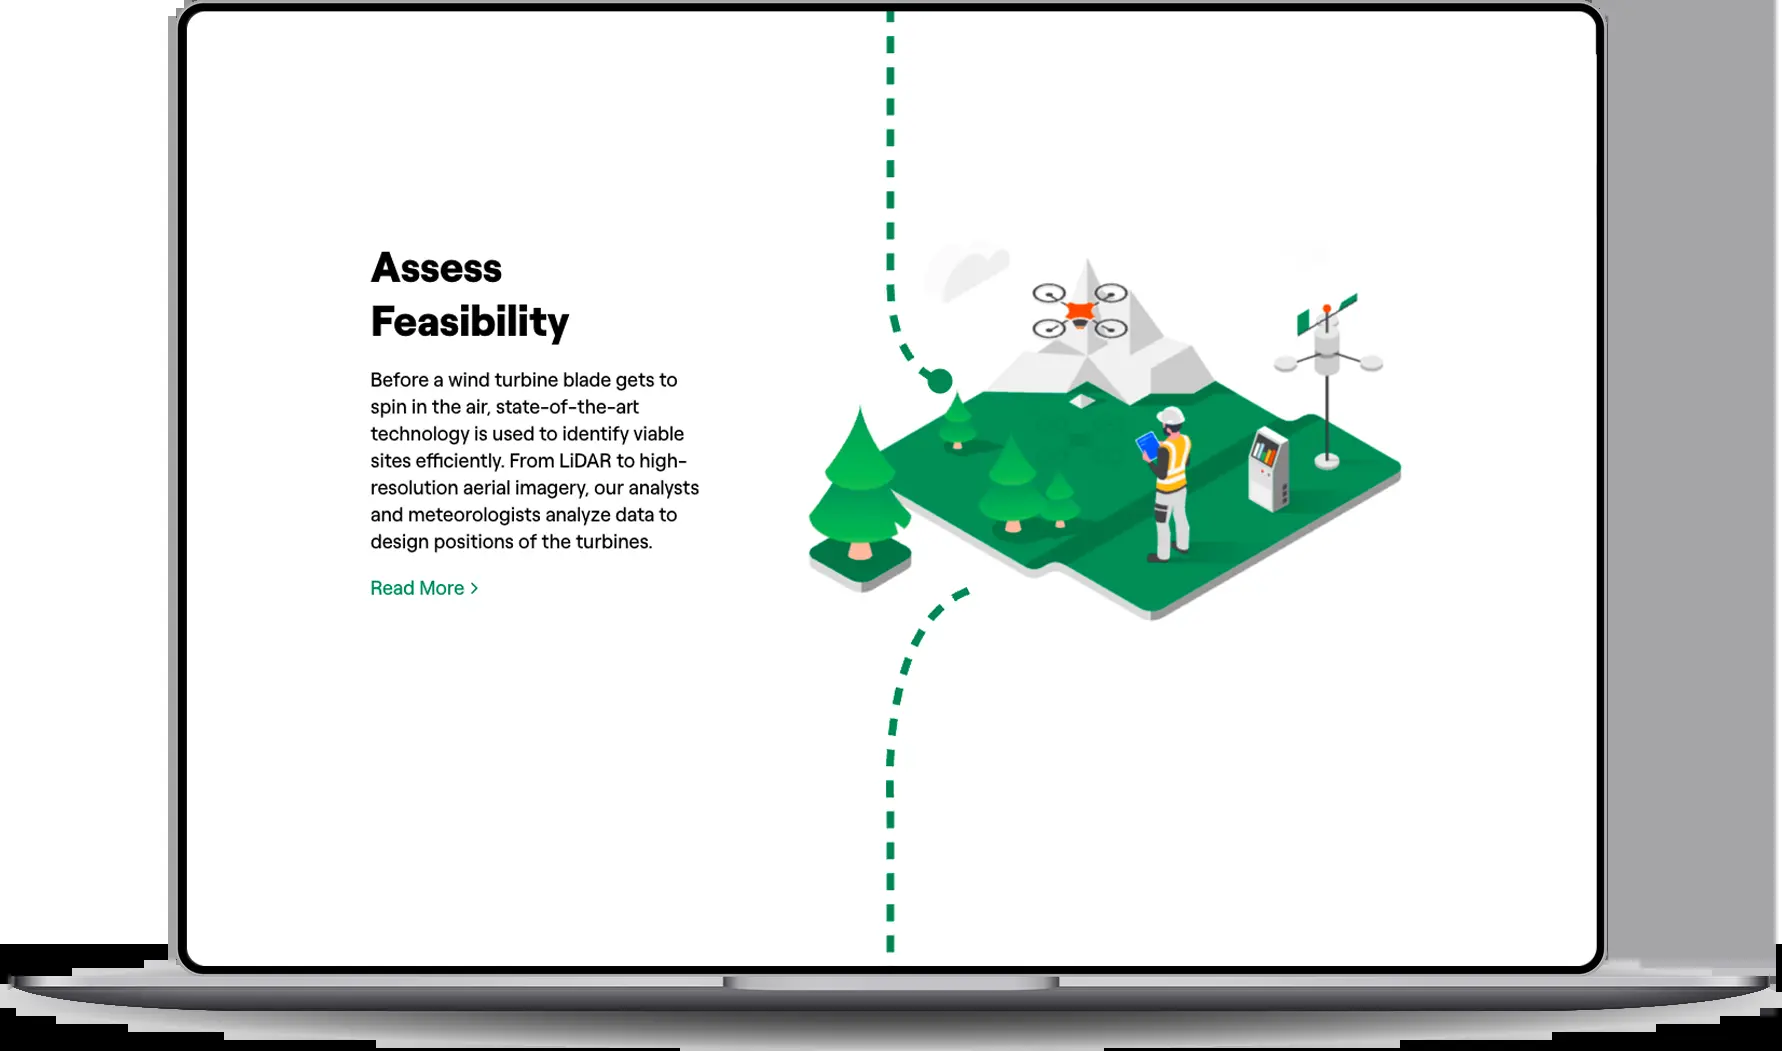 Assess
Feasibility
Before a wind turbine blade gets to
spin in the air, state-of-the-art
technology is used to identify viable
sites efficiently. From LiDAR to high-
resolution aerial imagery, our analysts
and meteorologists analyze data to
design positions of the turbines.
Read More >